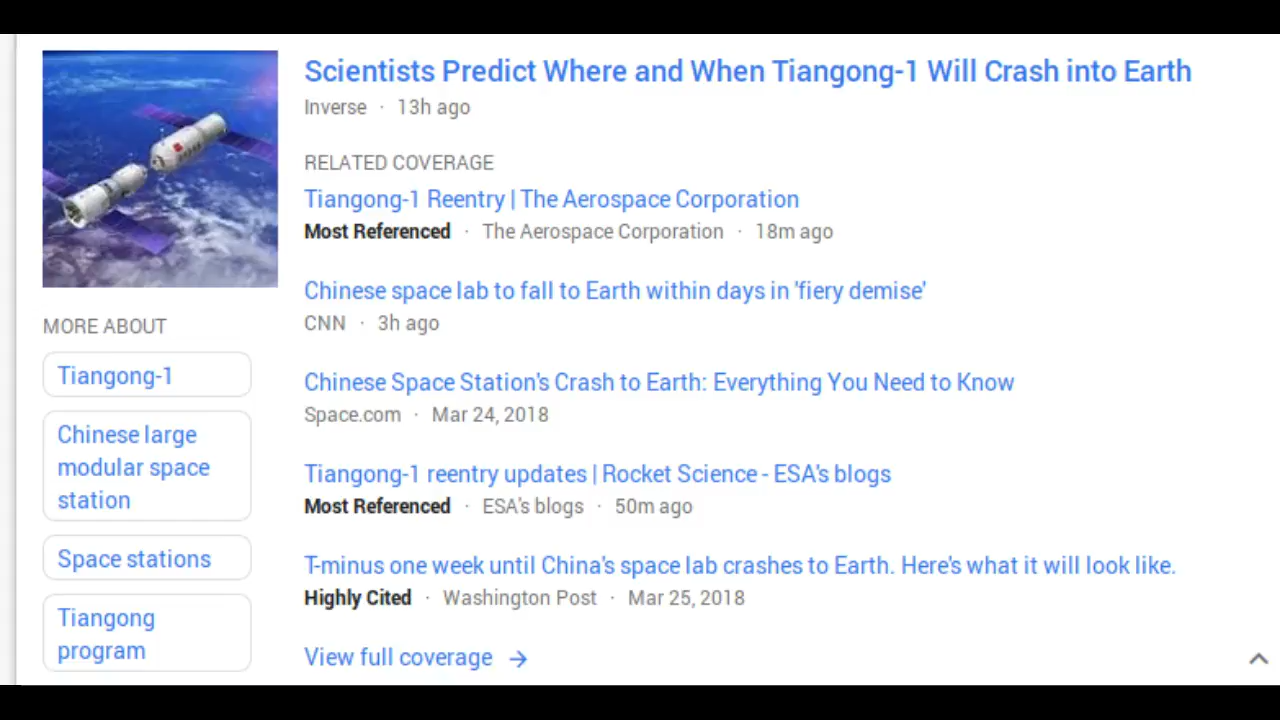 Scientists Predict Where and When Tiangong-1 Will Crash into Earth
Inverse · 13h ago
RELATED COVERAGE
Tiangong-1 Reentry | The Aerospace Corporation
Most Referenced · The Aerospace Corporation · 18m ago
Chinese space lab to fall to Earth within days in 'fiery demise'
CNN · 3h ago
Chinese Space Station's Crash to Earth: Everything You Need to Know
Space.com · Mar 24, 2018
Tiangong-1 reentry updates | Rocket Science - ESA's blogs
Most Referenced · ESA's blogs · 50m ago
T-minus one week until China's space lab crashes to Earth. Here's what it will look like.
Highly Cited · Washington Post · Mar 25, 2018
View full coverage →
MORE ABOUT
Tiangong-1
Chinese large
modular space
station
Space stations
Tiangong
program